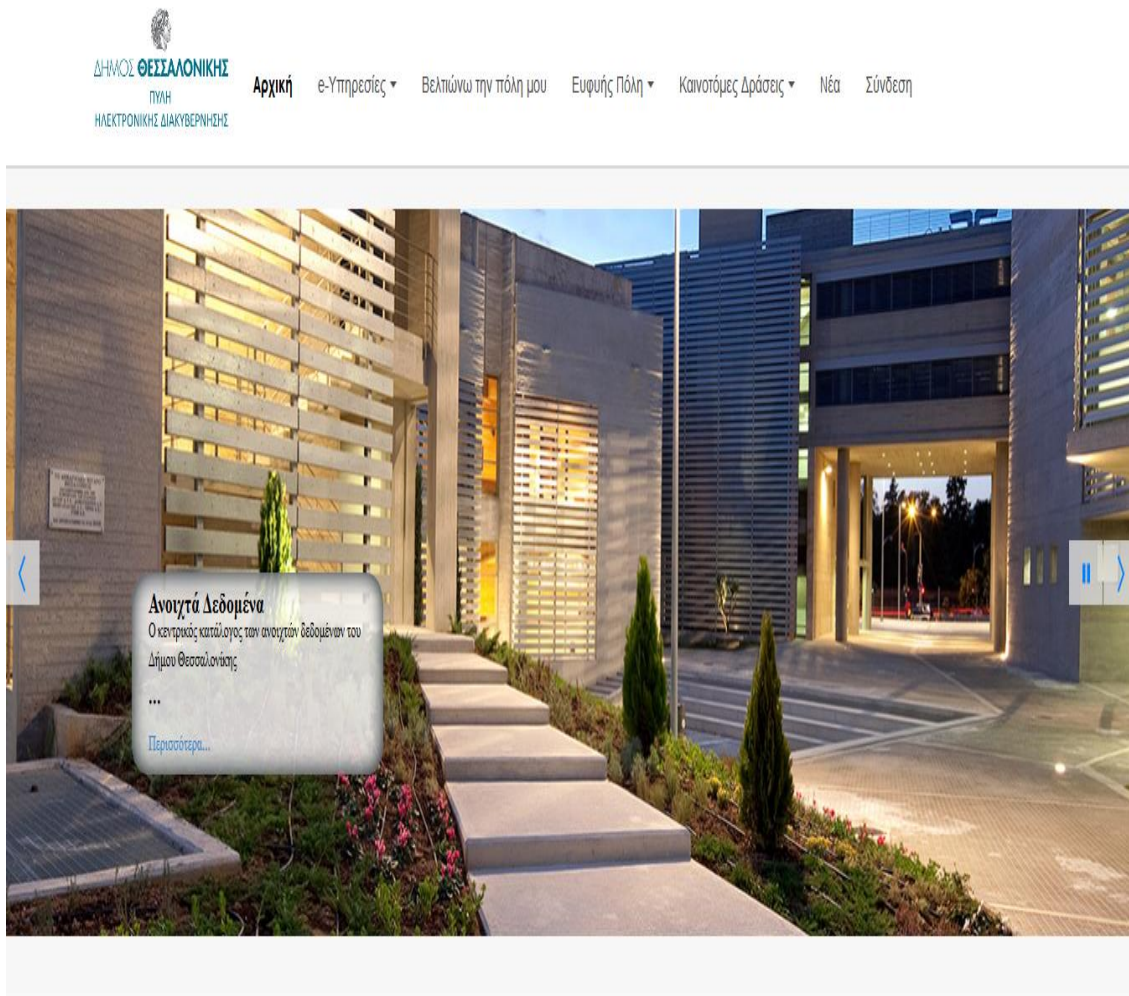 ΔΗΜΟΣ ΘΕΣΣΑΛΟΝΙΚΗΣ
ΠΥΛΗ
ΗΛΕΚΤΡΟΝΙΚΗΣ ΔΙΑΚΥΒΕΡΝΗΣΗΣ
Αρχική e-Υπηρεσίες Βελτιώνω την πόλη μου Ευφυής Πόλη Καινοτόμες Δράσεις Νέα Σύνδεση
Ανοιχτά Δεδομένα
Ο κεντρικός κατάλογος των ανοιχτών δεδομένων του
Δήμου Θεσσαλονίκης
...
Περισσότερα...